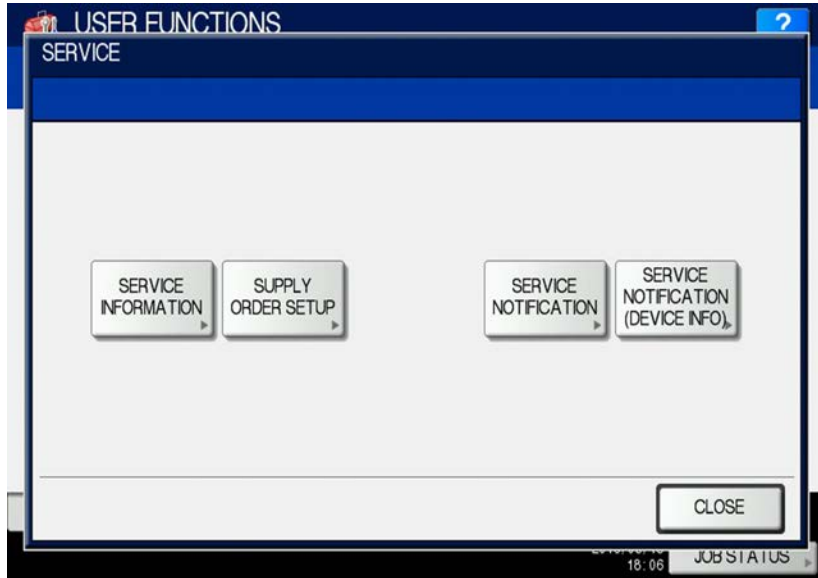 USER FUNCTIONS
?
SERVICE
SERVICE
INFORMATION
SUPPLY
ORDER SETUP
SERVICE
NOTIFICATION
SERVICE
NOTIFICATION
(DEVICE INFO)
CLOSE
18:06
JOB STATUS